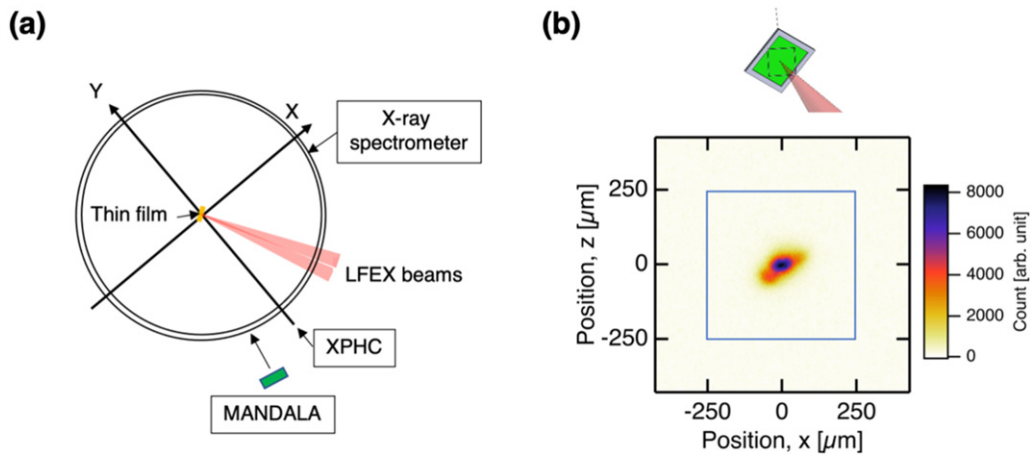 (a)
Y
X
X-ray
spectrometer
Thin film
LFEX beams
XPHC
MANDALA
(b)
250
0
-250
Position, z [µm]
-250 0 250
Position, x [µm]
8000
6000
4000
2000
0
Count [arb. unit]